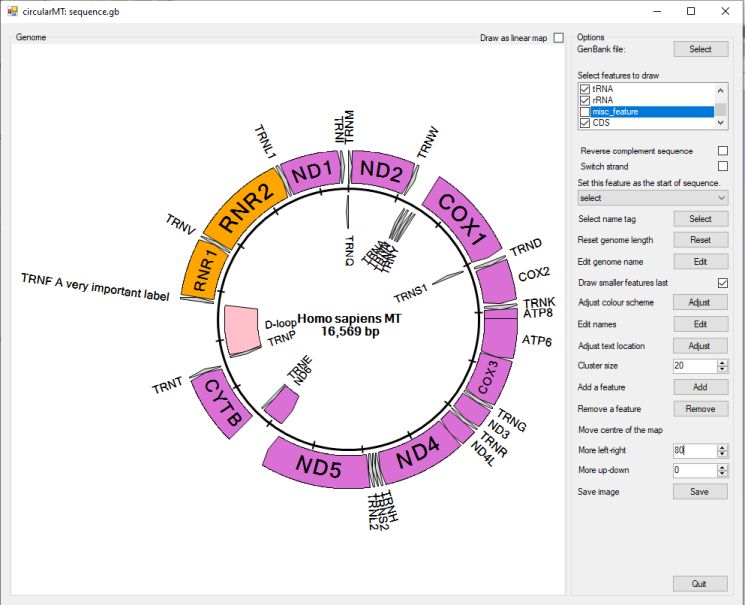 circularMT: sequence.gb
Genome
Draw as linear map
TRNM
TRNI
TRNL1
TRNW
ND1
ND2
RNR2
COX1
TRNV
TRNQ
TRND
RNR1
TRNS1
COX2
TRNF A very important label
TRNK
ATP8
D-loop
Homo sapiens MT
16,569 bp
TRNP
ATP6
TRNE
ND6
TRNT
COX3
CYTB
TRNG
ND3
TRNR
ND4L
ND4
ND5
TRNH
TRNS2
TRNL2
Options
GenBank file:
Select
Select features to draw
tRNA
rRNA
misc_feature
CDS
Reverse complement sequence
Switch strand
Set this feature as the start of sequence.
select
Select name tag
Select
Reset genome length
Reset
Edit genome name
Edit
Draw smaller features last
Adjust colour scheme
Adjust
Edit names
Edit
Adjust text location
Adjust
Cluster size
20
Add a feature
Add
Remove a feature
Remove
Move centre of the map
More left-right
80
More up-down
0
Save image
Save
Quit